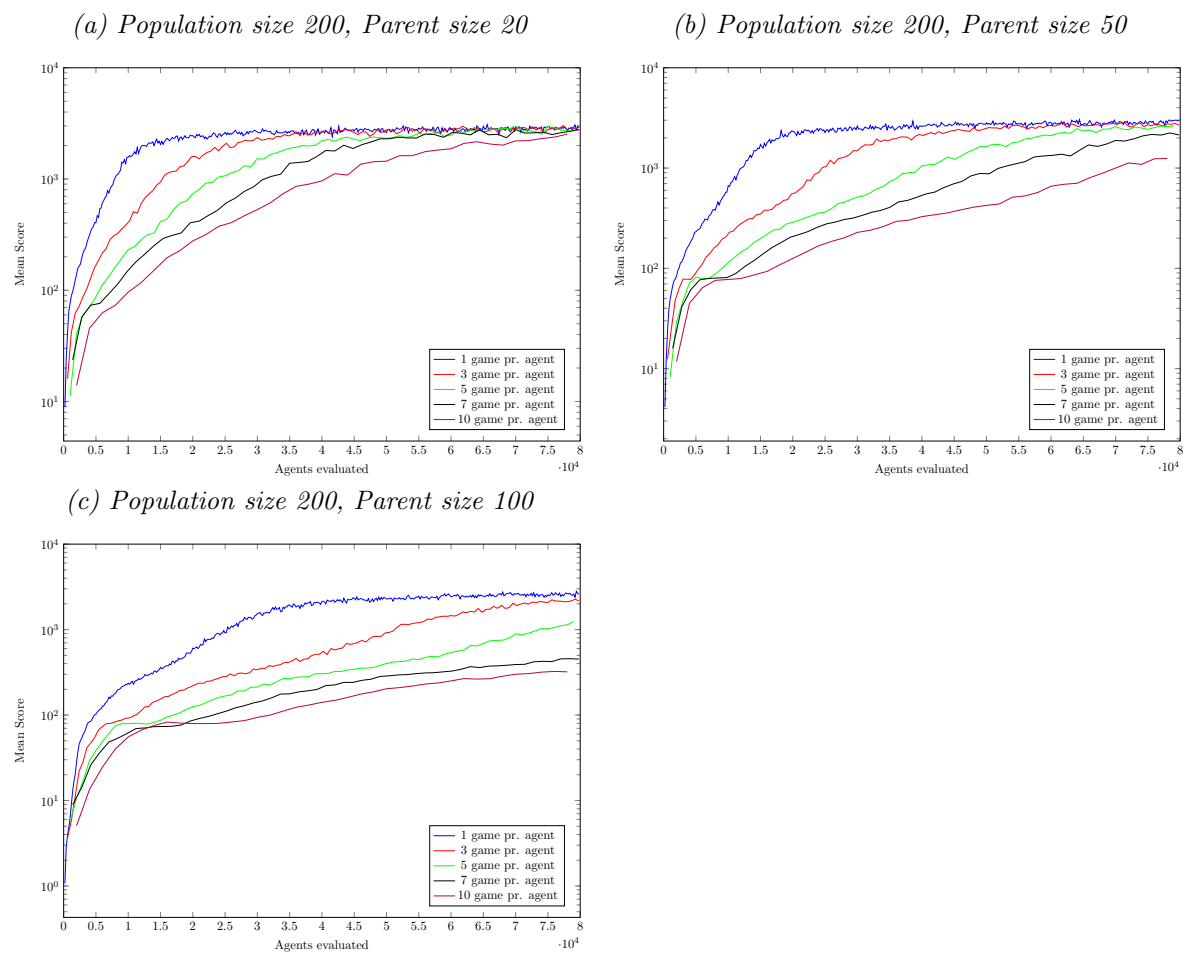 (a) Population size 200, Parent size 20
10^4
10^3
10^2
10^1
Mean Score
0 0.5 1 1.5 2 2.5 3 3.5 4 4.5 5 5.5 6 6.5 7 7.5 8
Agents evaluated
·10^4
1 game pr. agent
3 game pr. agent
5 game pr. agent
7 game pr. agent
10 game pr. agent
(b) Population size 200, Parent size 50
10^4
10^3
10^2
10^1
Mean Score
0 0.5 1 1.5 2 2.5 3 3.5 4 4.5 5 5.5 6 6.5 7 7.5 8
Agents evaluated
·10^4
1 game pr. agent
3 game pr. agent
5 game pr. agent
7 game pr. agent
10 game pr. agent
(c) Population size 200, Parent size 100
10^4
10^3
10^2
10^1
10^0
Mean Score
0 0.5 1 1.5 2 2.5 3 3.5 4 4.5 5 5.5 6 6.5 7 7.5 8
Agents evaluated
·10^4
1 game pr. agent
3 game pr. agent
5 game pr. agent
7 game pr. agent
10 game pr. agent